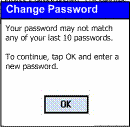 Change Password
Your password may not match
any of your last 10 passwords.
To continue, tap OK and enter a
new password.
OK